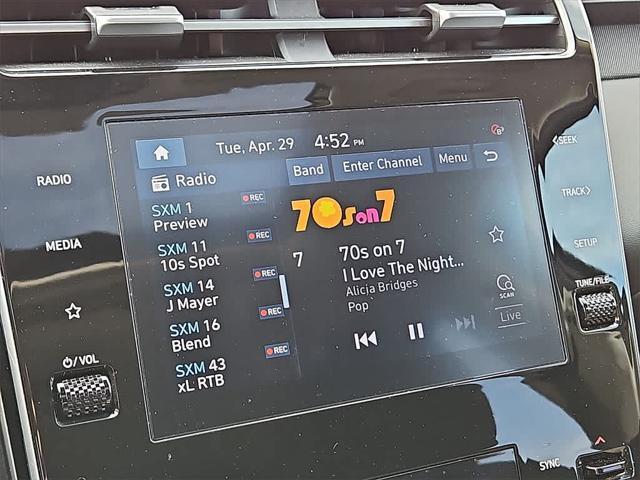 Tue, Apr. 29 4:52 PM
Radio Band Enter Channel Menu
SXM 1 REC
Preview
SXM 11 REC
10s Spot
SXM 14 REC
J Mayer
SXM 16 REC
Blend
SXM 43 REC
xL RTB
70s on 7
7 70s on 7
I Love The Night...
Alicia Bridges
Pop
SCAN
Live
RADIO
MEDIA
VOL
<SEEK
TRACK>
SETUP
TUNE/FILE
SYNC